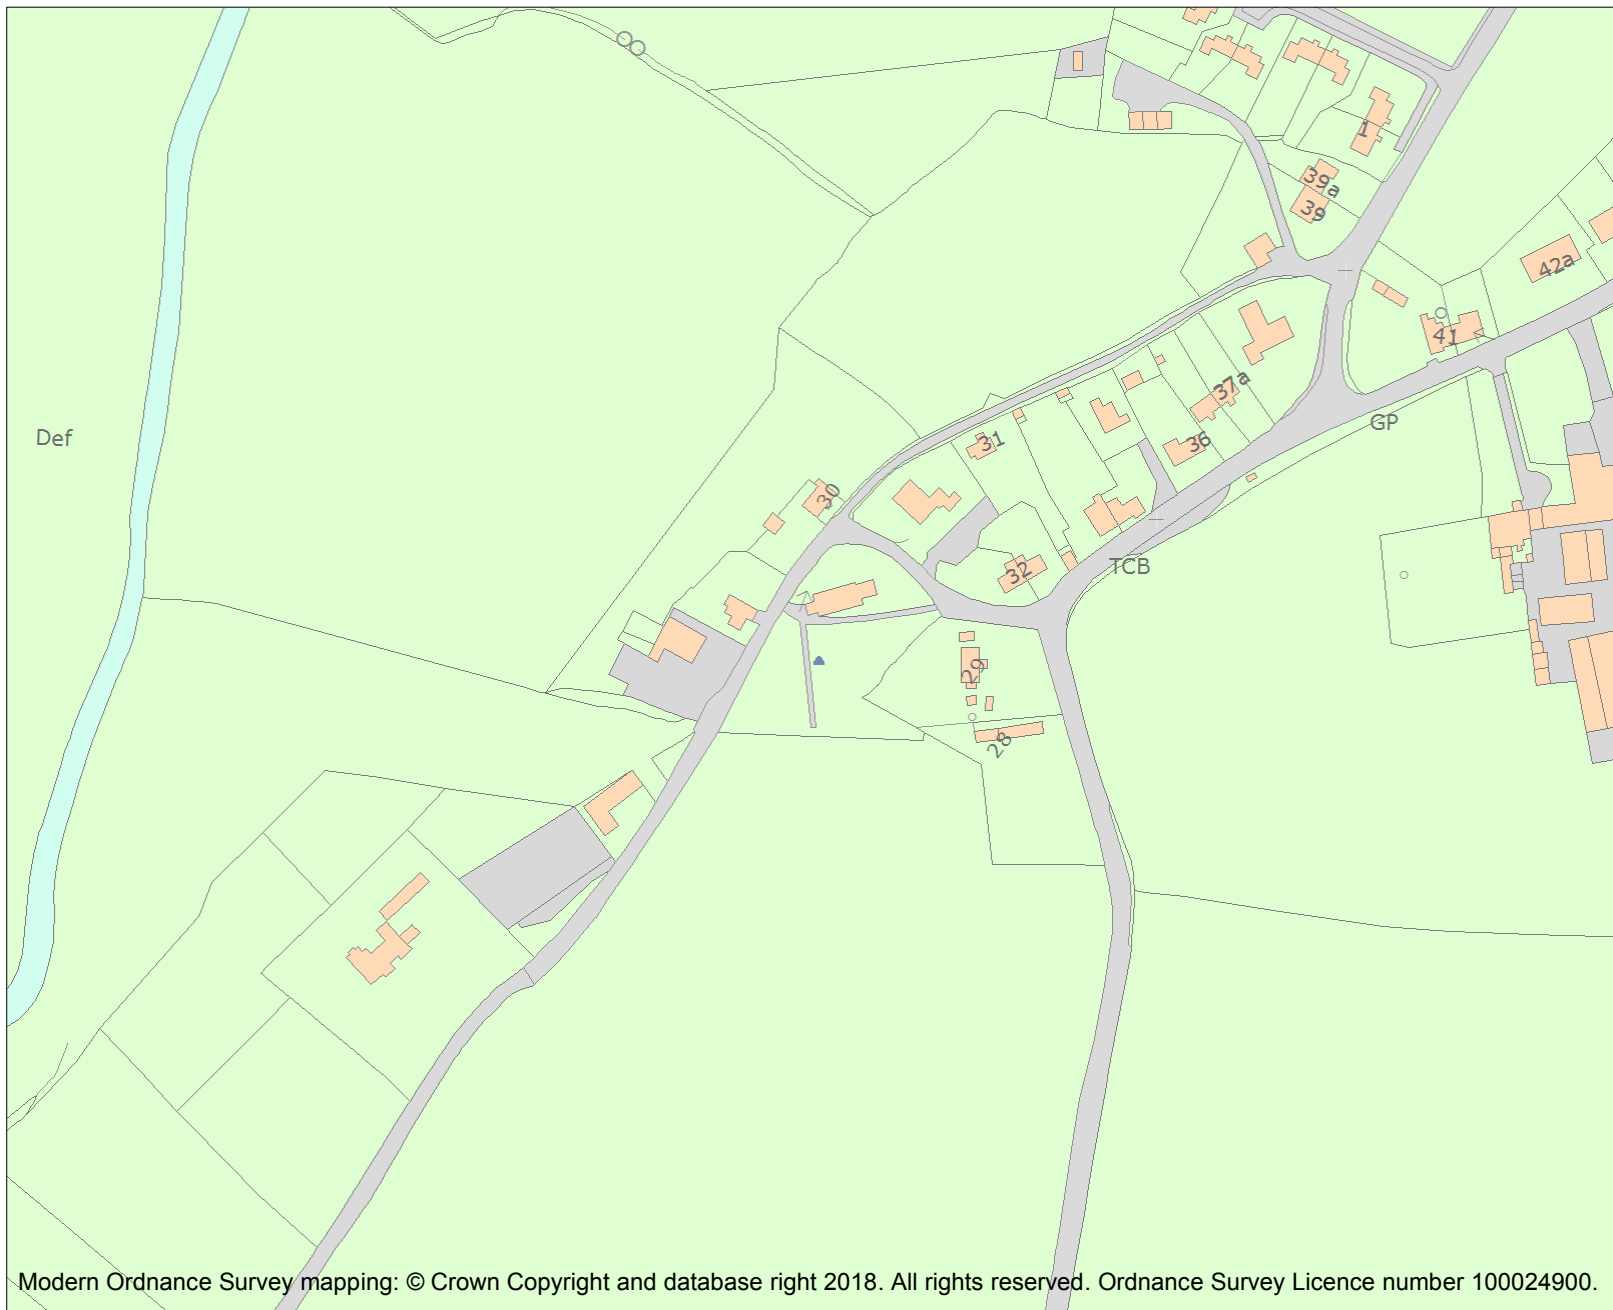 1
39a
39
42a
41
37a
GP
Def
31
36
30
TCB
32
29
28
Modern Ordnance Survey mapping: © Crown Copyright and database right 2018. All rights reserved. Ordnance Survey Licence number 100024900.